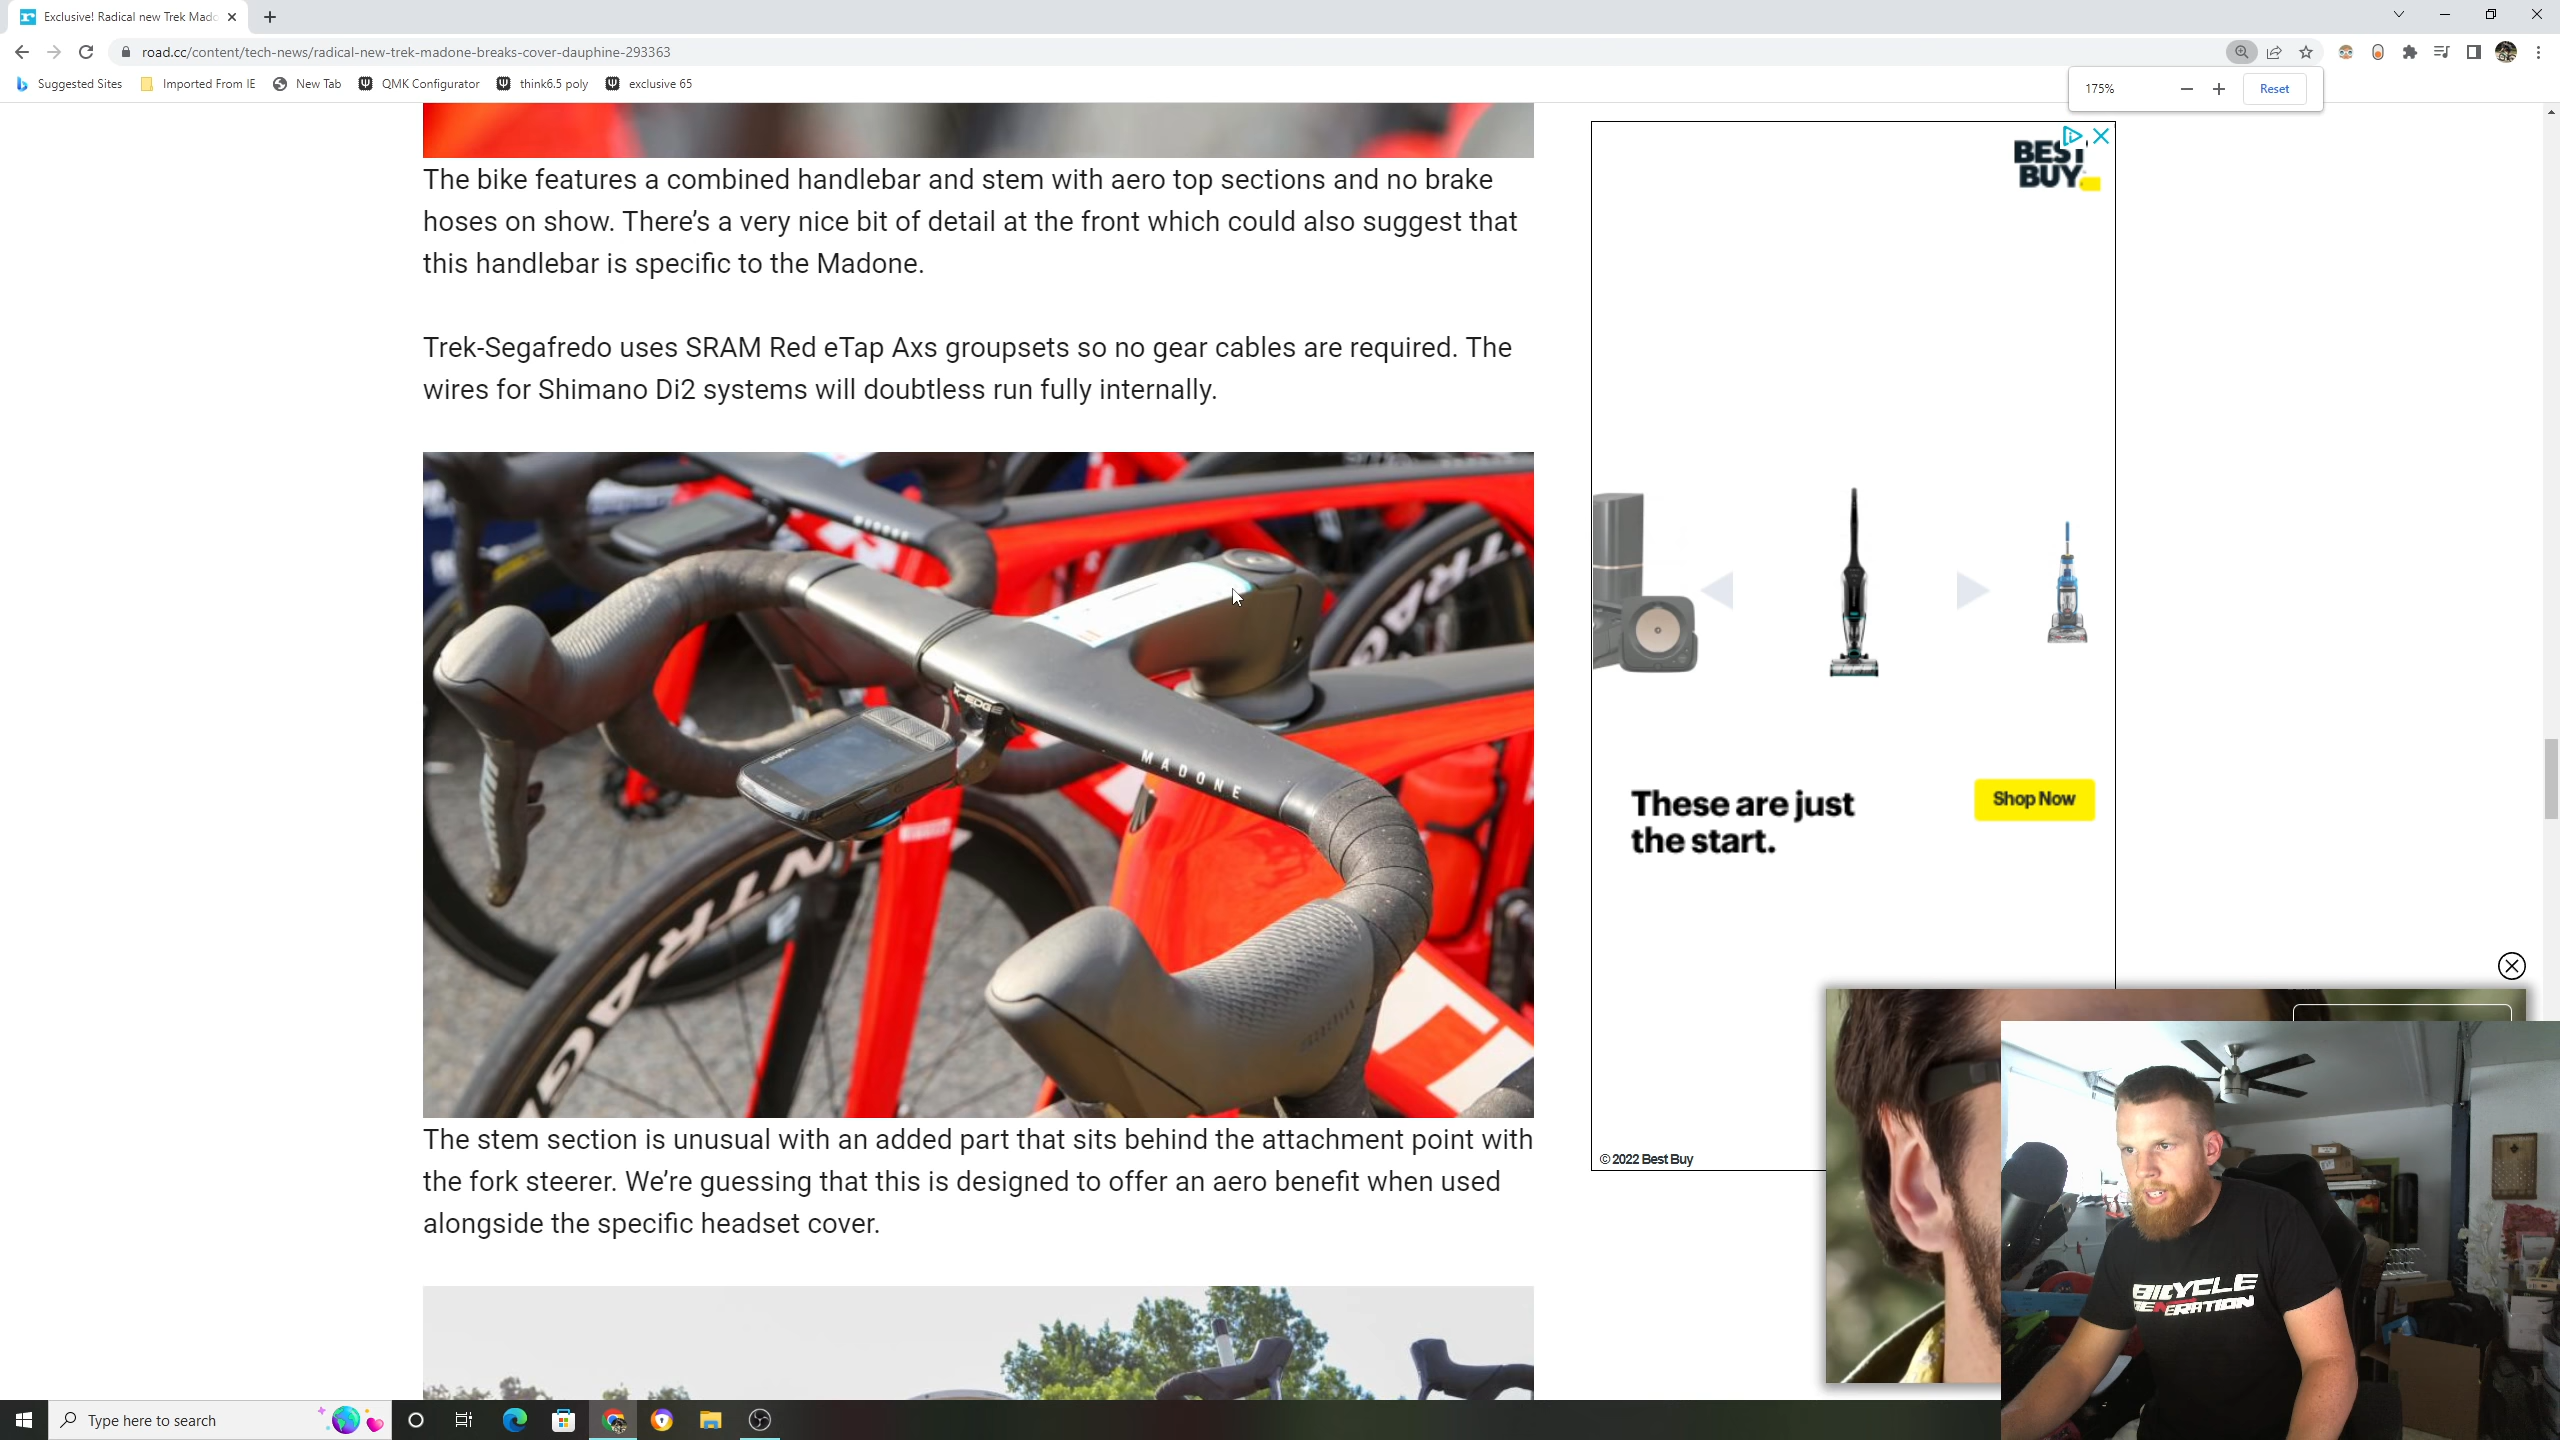 Exclusive! Radical new Trek Mado
road.cc/content/tech-news/radical-new-trek-madone-breaks-cover-dauphine-293363
Suggested Sites
Imported From IE
New Tab
QMK Configurator
think6.5 poly
exclusive 65
175%
Reset
The bike features a combined handlebar and stem with aero top sections and no brake
hoses on show. There’s a very nice bit of detail at the front which could also suggest that
this handlebar is specific to the Madone.
Trek-Segafredo uses SRAM Red eTap Axs groupsets so no gear cables are required. The
wires for Shimano Di2 systems will doubtless run fully internally.
K-EDGE
wahoo
MADONE
TRAG
NTRAG
The stem section is unusual with an added part that sits behind the attachment point with
the fork steerer. We’re guessing that this is designed to offer an aero benefit when used
alongside the specific headset cover.
BEST
BUY
These are just
the start.
Shop Now
© 2022 Best Buy
BICYCLE
GENERATION
Type here to search